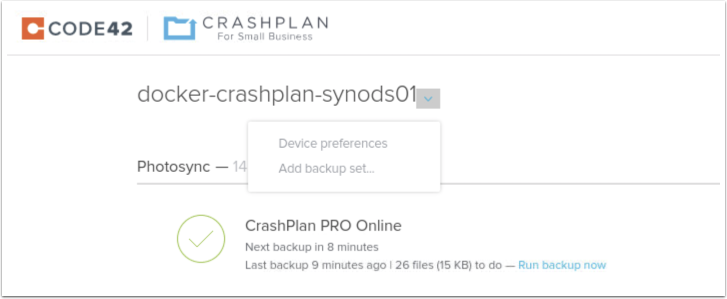 CODE42
CRASHPLAN
For Small Business
docker-crashplan-synods01
Device preferences
Add backup set...
Photosync — 14
CrashPlan PRO Online
Next backup in 8 minutes
Last backup 9 minutes ago | 26 files (15 KB) to do — Run backup now